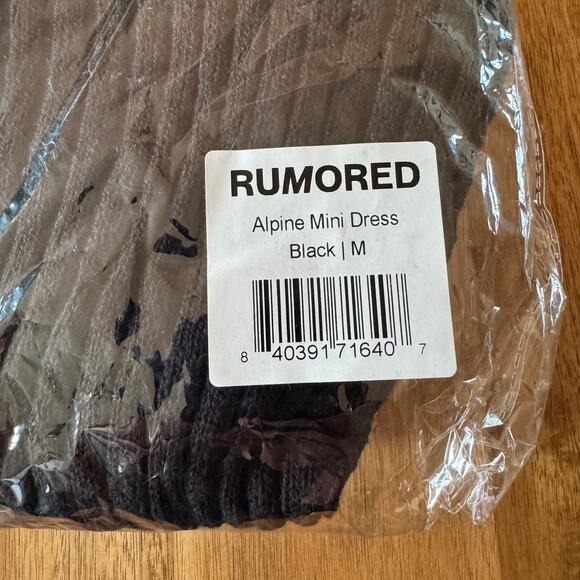 RUMORED
Alpine Mini Dress
Black | M
8 40391 71640 7